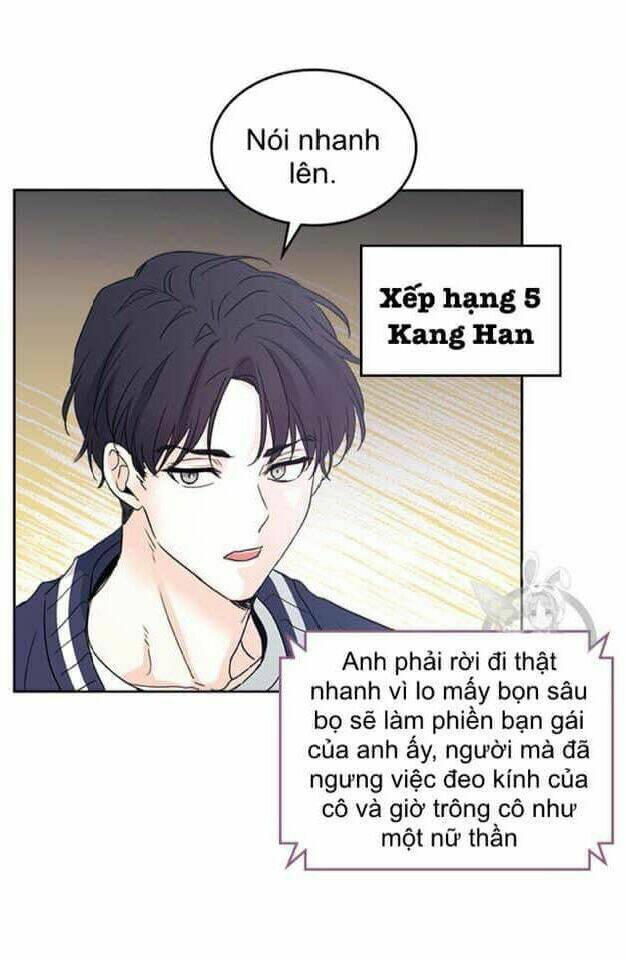 Nói nhanh
lên.
Xếp hạng 5
Kang Han
Anh phải rời đi thật
nhanh vì lo mấy bọn sâu
bọ sẽ làm phiền bạn gái
của anh ấy, người mà đã
ngưng việc đeo kính của
cô và giờ trông cô như
một nữ thần